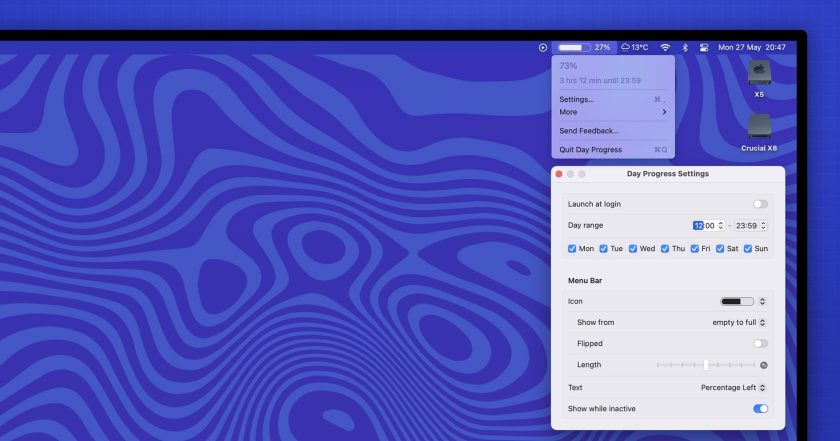 27% 13°C Mon 27 May 20:47
73%
3 hrs 12 min until 23:59
Settings... ⌘ ,
More
Send Feedback...
Quit Day Progress ⌘Q
X5
Crucial X8
Day Progress Settings
Launch at login
Day range 12:00 – 23:59
Mon Tue Wed Thu Fri Sat Sun
Menu Bar
Icon
Show from empty to full
Flipped
Length
Text Percentage Left
Show while inactive